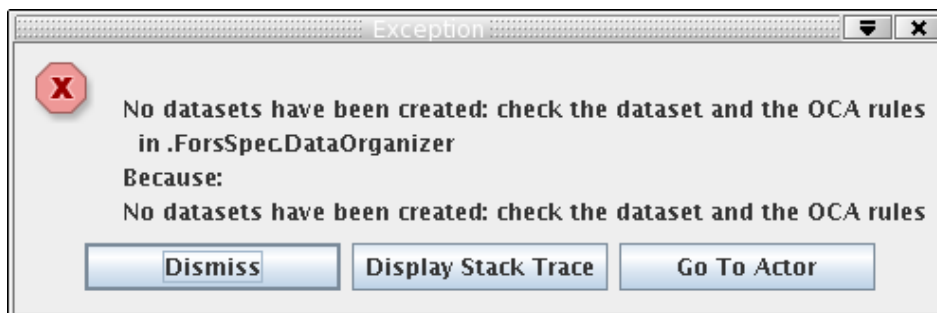 Exception
X
No datasets have been created: check the dataset and the OCA rules
in .ForsSpec.DataOrganizer
Because:
No datasets have been created: check the dataset and the OCA rules
Dismiss Display Stack Trace Go To Actor